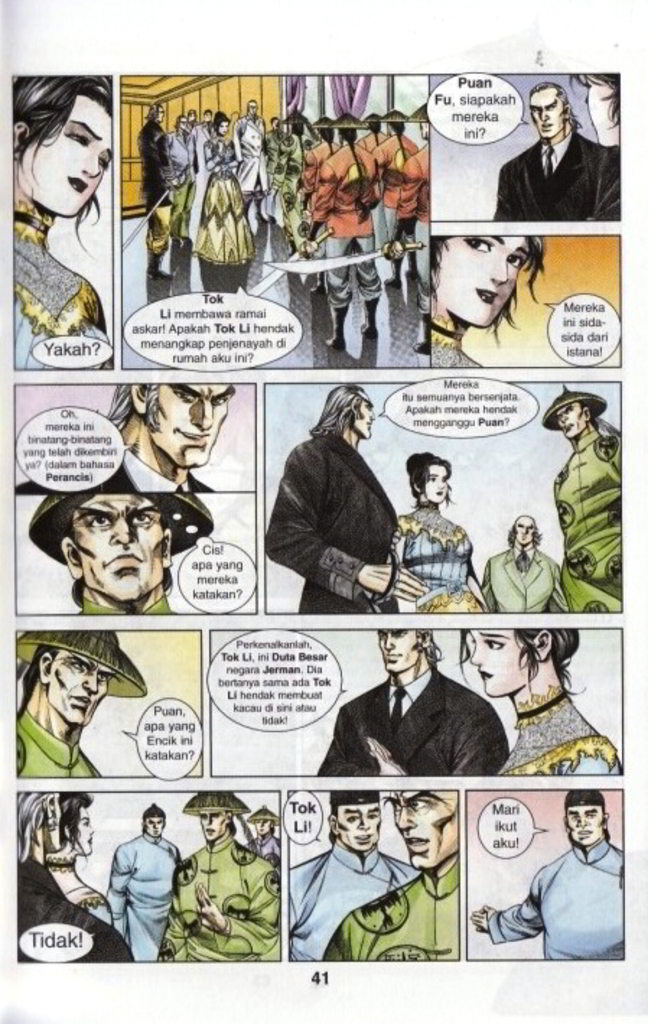 Yakah?
Tok
Li membawa ramai
askar! Apakah Tok Li hendak
menangkap penjenayah di
rumah aku ini?
Puan
Fu, siapakah
mereka
ini?
Mereka
ini sida-
sida dari
istana!
Oh,
mereka ini
binatang-binatang
yang telah dikembiri
ya? (dalam bahasa
Perancis)
Cis!
apa yang
mereka
katakan?
Mereka
itu semuanya bersenjata.
Apakah mereka hendak
mengganggu Puan?
Puan,
apa yang
Encik ini
katakan?
Perkenalkanlah,
Tok Li, ini Duta Besar
negara Jerman. Dia
bertanya sama ada Tok
Li hendak membuat
kacau di sini atau
tidak!
Tidak!
Tok
Li!
Mari
ikut
aku!
41